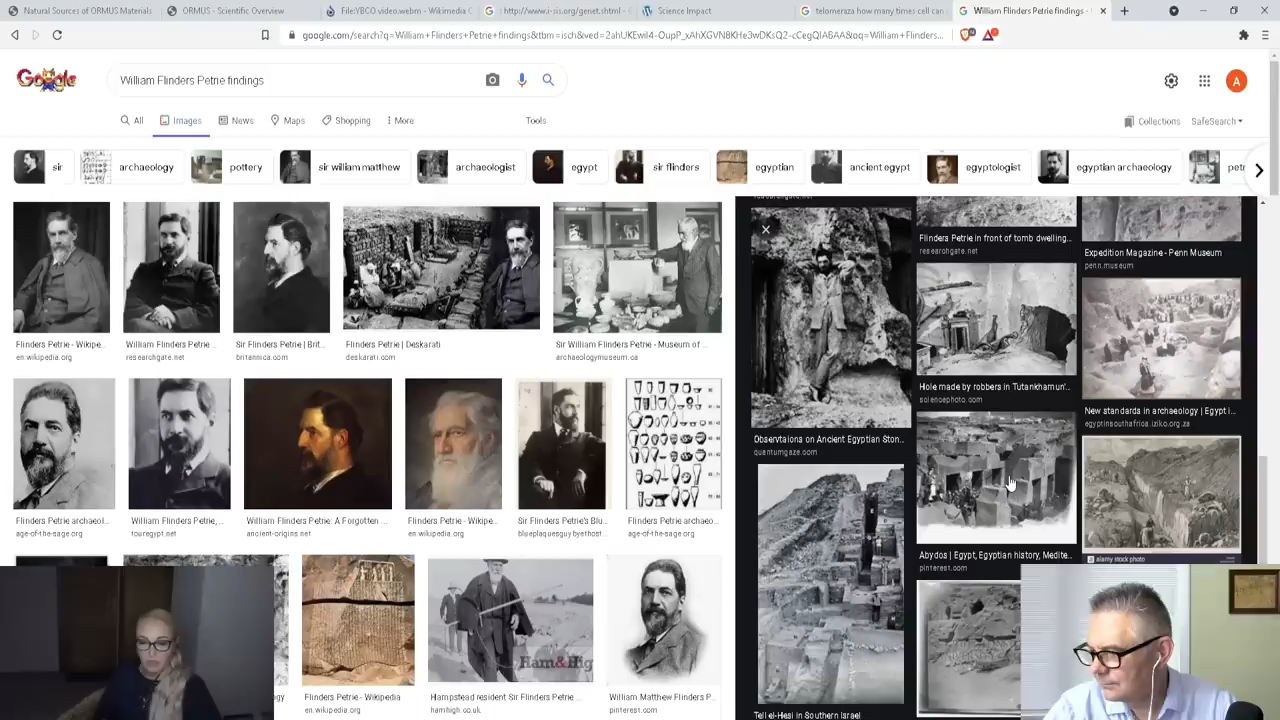 Natural Sources of ORMUS Materials
ORMUS - Scientific Overview
File:YBCO video.webm - Wikimedia C
http://www.i-sis.org/genet.shtml - G
Science Impact
telomeraza how many times cell can
William Flinders Petrie findings -
google.com/search?q=William+Flinders+Petrie+findings&tbm=isch&ved=2ahUKEwil4-OupP_xAhXGVN8KHe3wDKsQ2-cCegQIABAA&oq=William+Flinders...
Google
William Flinders Petrie findings
A
All
Images
News
Maps
Shopping
More
Tools
Collections
SafeSearch
sir
archaeology
pottery
sir william matthew
archaeologist
egypt
sir flinders
egyptian
ancient egypt
egyptologist
egyptian archaeology
petr
Flinders Petrie - Wikipe...
en.wikipedia.org
William Flinders Petrie ...
researchgate.net
Sir Flinders Petrie | Brit...
britannica.com
Flinders Petrie | Deskarati
deskarati.com
Sir William Flinders Petrie - Museum of ...
archaeologymuseum.ca
Flinders Petrie archaeol...
age-of-the-sage.org
William Flinders Petrie, ...
touregypt.net
William Flinders Petrie: A Forgotten ...
ancient-origins.net
Flinders Petrie - Wikipe...
en.wikipedia.org
Sir Flinders Petrie's Blu...
blueplaquesguy.byethost...
Flinders Petrie archaeo...
age-of-the-sage.org
Flinders Petrie - Wikipedia
en.wikipedia.org
Ham&Hig
Hampstead resident Sir Flinders Petrie ...
hamhigh.co.uk
William Matthew Flinders P...
pinterest.com
Observtaions on Ancient Egyptian Ston...
quantumgaze.com
Tell el-Hesi in Southern Israel
Flinders Petrie in front of tomb dwelling...
researchgate.net
Hole made by robbers in Tutankhamun'...
sciencephoto.com
Abydos | Egypt, Egyptian history, Medite...
pinterest.com
Expedition Magazine - Penn Museum
penn.museum
New standards in archaeology | Egypt i...
egyptinsouthafrica.iziko.org.za
alamy stock photo